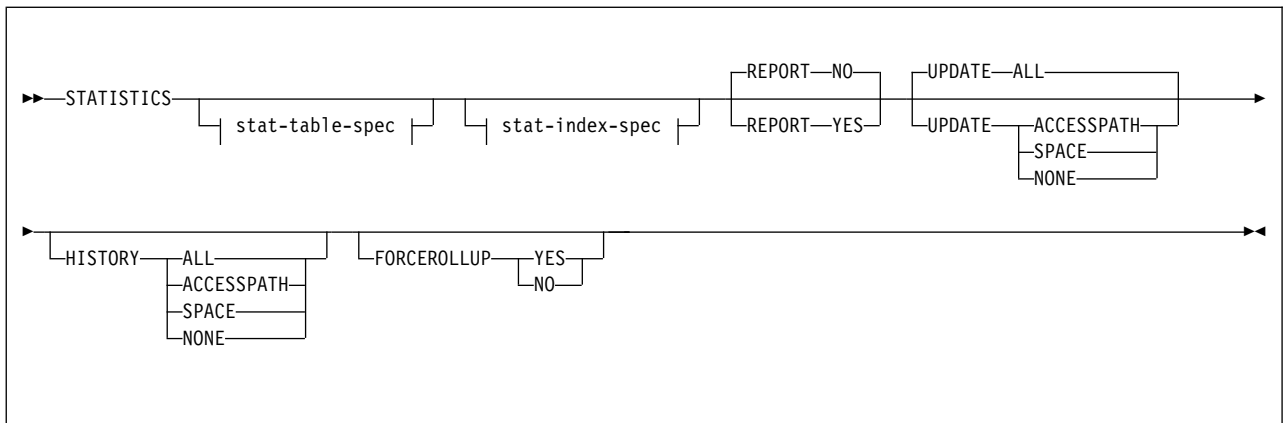 REPORT NO UPDATE ALL
STATISTICS
stat-table-spec stat-index-spec REPORT YES UPDATE ACCESSPATH
SPACE
NONE
HISTORY ALL FORCEROLLUP YES
ACCESSPATH NO
SPACE
NONE